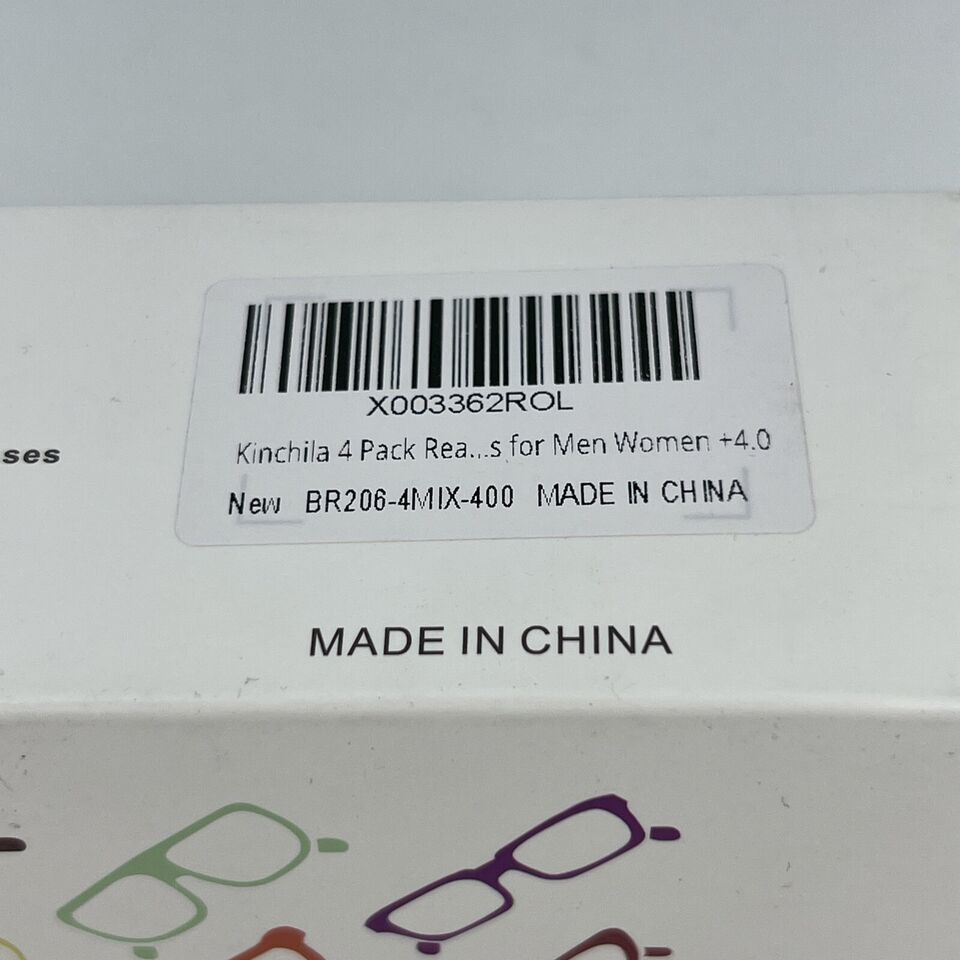 X003362ROL
Kinchila 4 Pack Rea...s for Men Women +4.0
New BR206-4MIX-400 MADE IN CHINA
ses
MADE IN CHINA